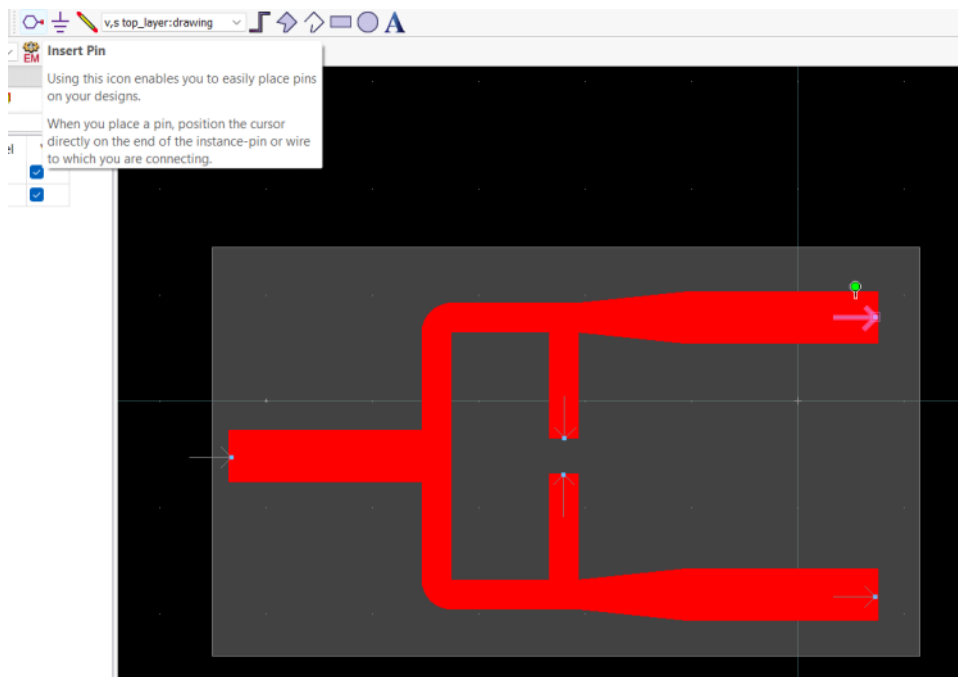 v,s top_layer:drawing
A
EM
Insert Pin
Using this icon enables you to easily place pins
on your designs.
When you place a pin, position the cursor
directly on the end of the instance-pin or wire
to which you are connecting.
el